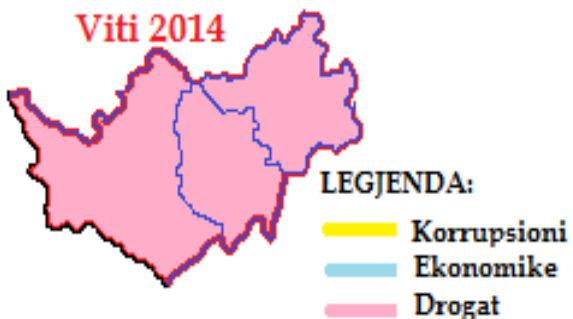 Viti 2014
LEGJENDA:
Korrupsioni
Ekonomike
Drogat